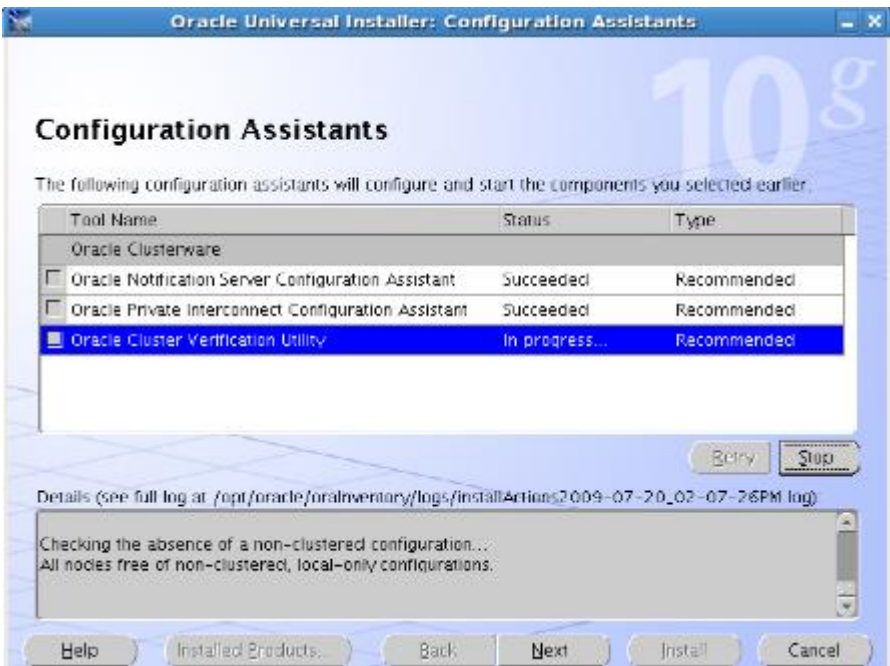 Oracle Universal Installer: Configuration Assistants
10g
Configuration Assistants
The following configuration assistants will configure and start the components you selected earlier.
Tool Name Status Type
Oracle Clusterware
Oracle Notification Server Configuration Assistant Succeeded Recommended
Oracle Private Interconnect Configuration Assistant Succeeded Recommended
Oracle Cluster Verification Utility In progress... Recommended
Retry Stop
Details (see full log at /opt/oracle/oraInventory/logs/installActions2009-07-20_02-07-26PM.log):
Checking the absence of a non-clustered configuration...
All nodes free of non-clustered, local-only configurations.
Help Installed Products... Back Next Install Cancel